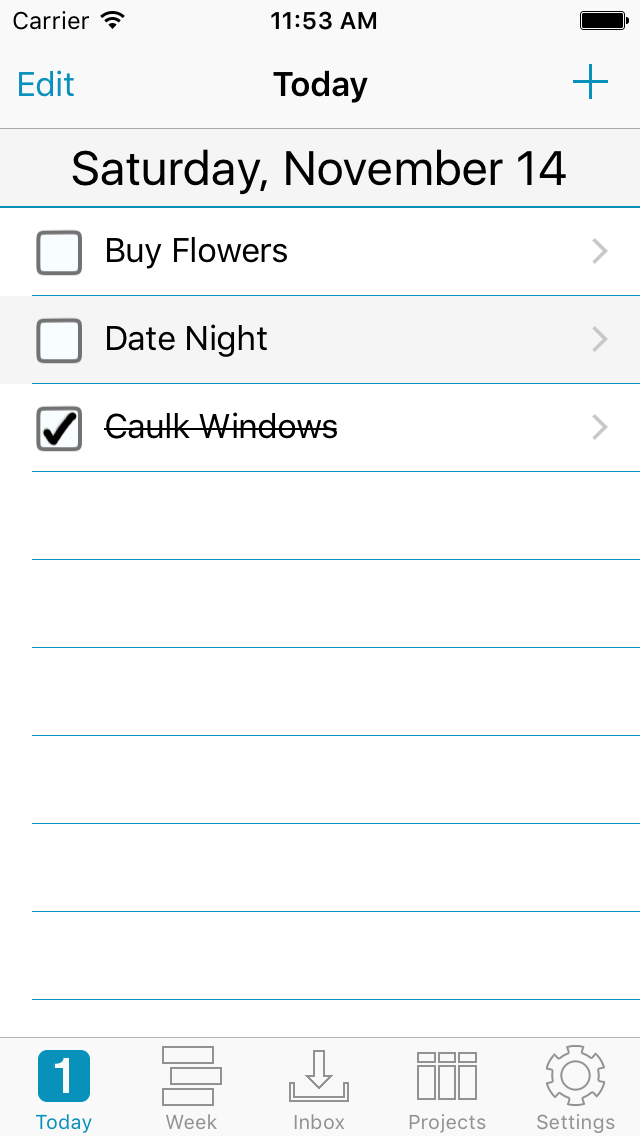 Carrier 11:53 AM
Edit Today +
Saturday, November 14
Buy Flowers
Date Night
Caulk Windows
1
Today Week Inbox Projects Settings